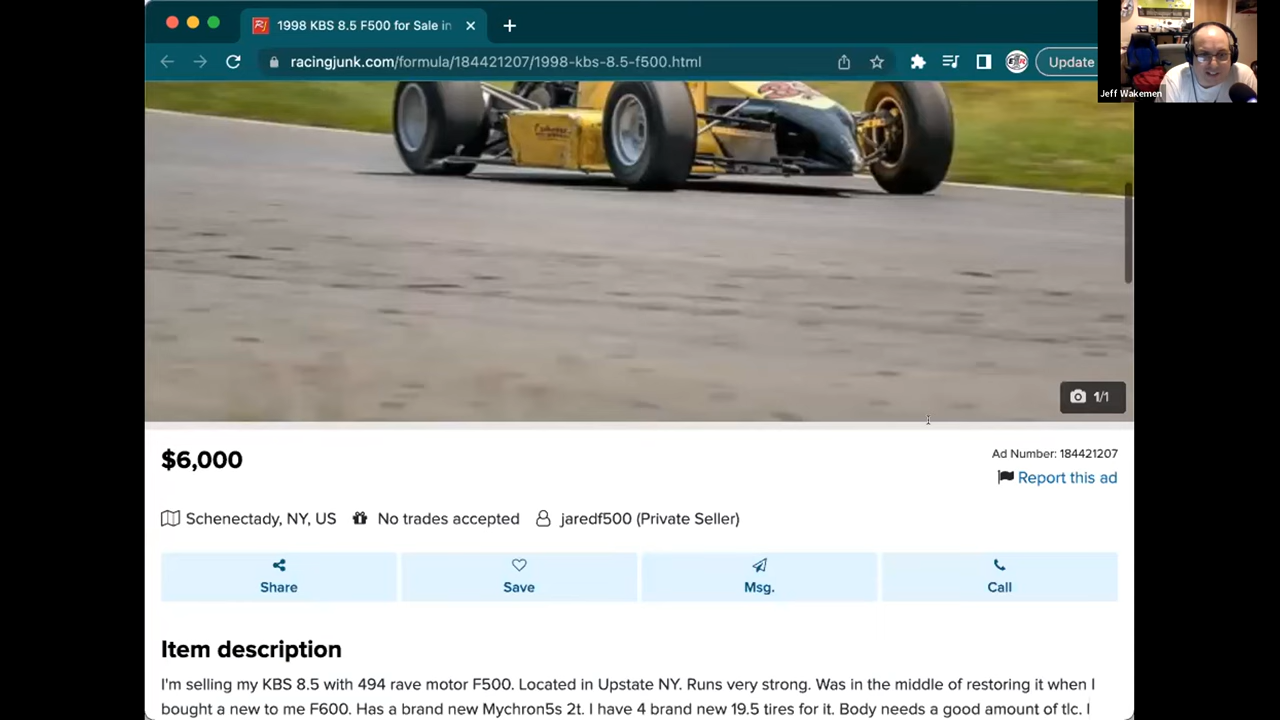 1998 KBS 8.5 F500 for Sale in
racingjunk.com/formula/184421207/1998-kbs-8.5-f500.html
Update
Jeff Wakemen
1/1
$6,000
Ad Number: 184421207
Report this ad
Schenectady, NY, US No trades accepted jaredf500 (Private Seller)
Share Save Msg. Call
Item description
I'm selling my KBS 8.5 with 494 rave motor F500. Located in Upstate NY. Runs very strong. Was in the middle of restoring it when I
bought a new to me F600. Has a brand new Mychron5s 2t. I have 4 brand new 19.5 tires for it. Body needs a good amount of tlc. I